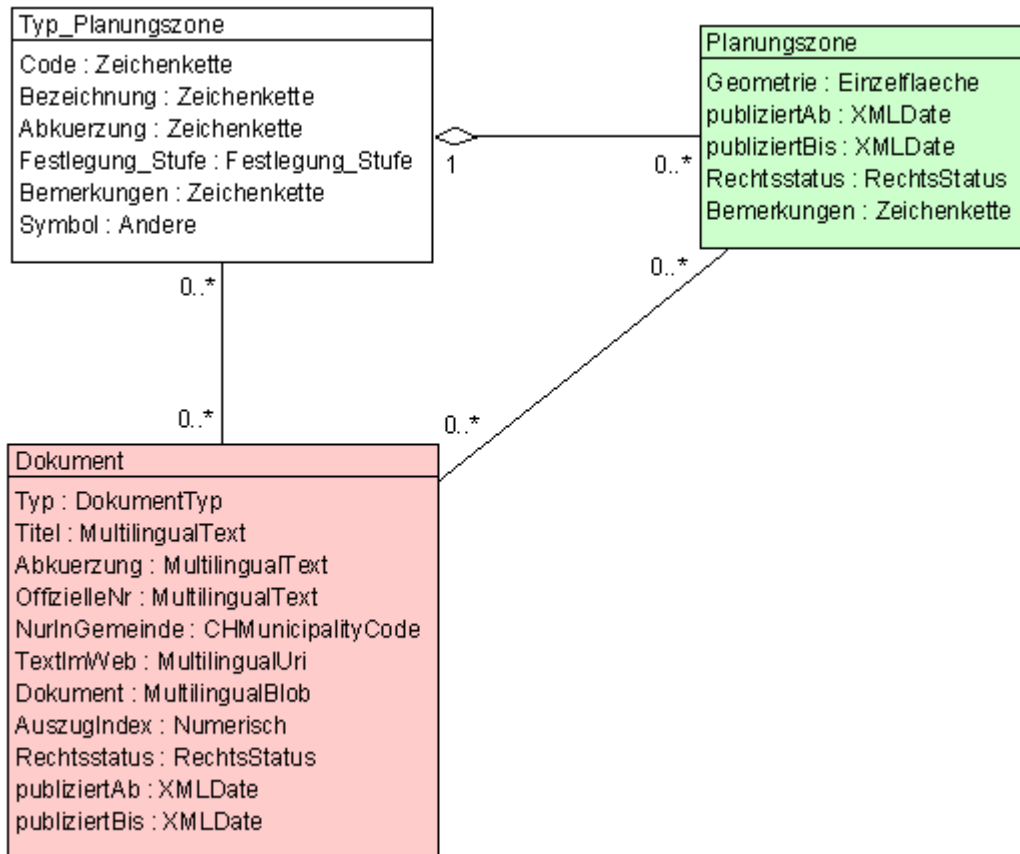 Typ_Planungszone
Code : Zeichenkette
Bezeichnung : Zeichenkette
Abkuerzung : Zeichenkette
Festlegung_Stufe : Festlegung_Stufe
Bemerkungen : Zeichenkette
Symbol : Andere
Planungszone
Geometrie : Einzelflaeche
publiziertAb : XMLDate
publiziertBis : XMLDate
Rechtsstatus : RechtsStatus
Bemerkungen : Zeichenkette
1
0..*
0..*
0..*
0..*
0..*
Dokument
Typ : DokumentTyp
Titel : MultilingualText
Abkuerzung : MultilingualText
OffizielleNr : MultilingualText
NurInGemeinde : CHMunicipalityCode
TextImWeb : MultilingualUri
Dokument : MultilingualBlob
AuszugIndex : Numerisch
Rechtsstatus : RechtsStatus
publiziertAb : XMLDate
publiziertBis : XMLDate